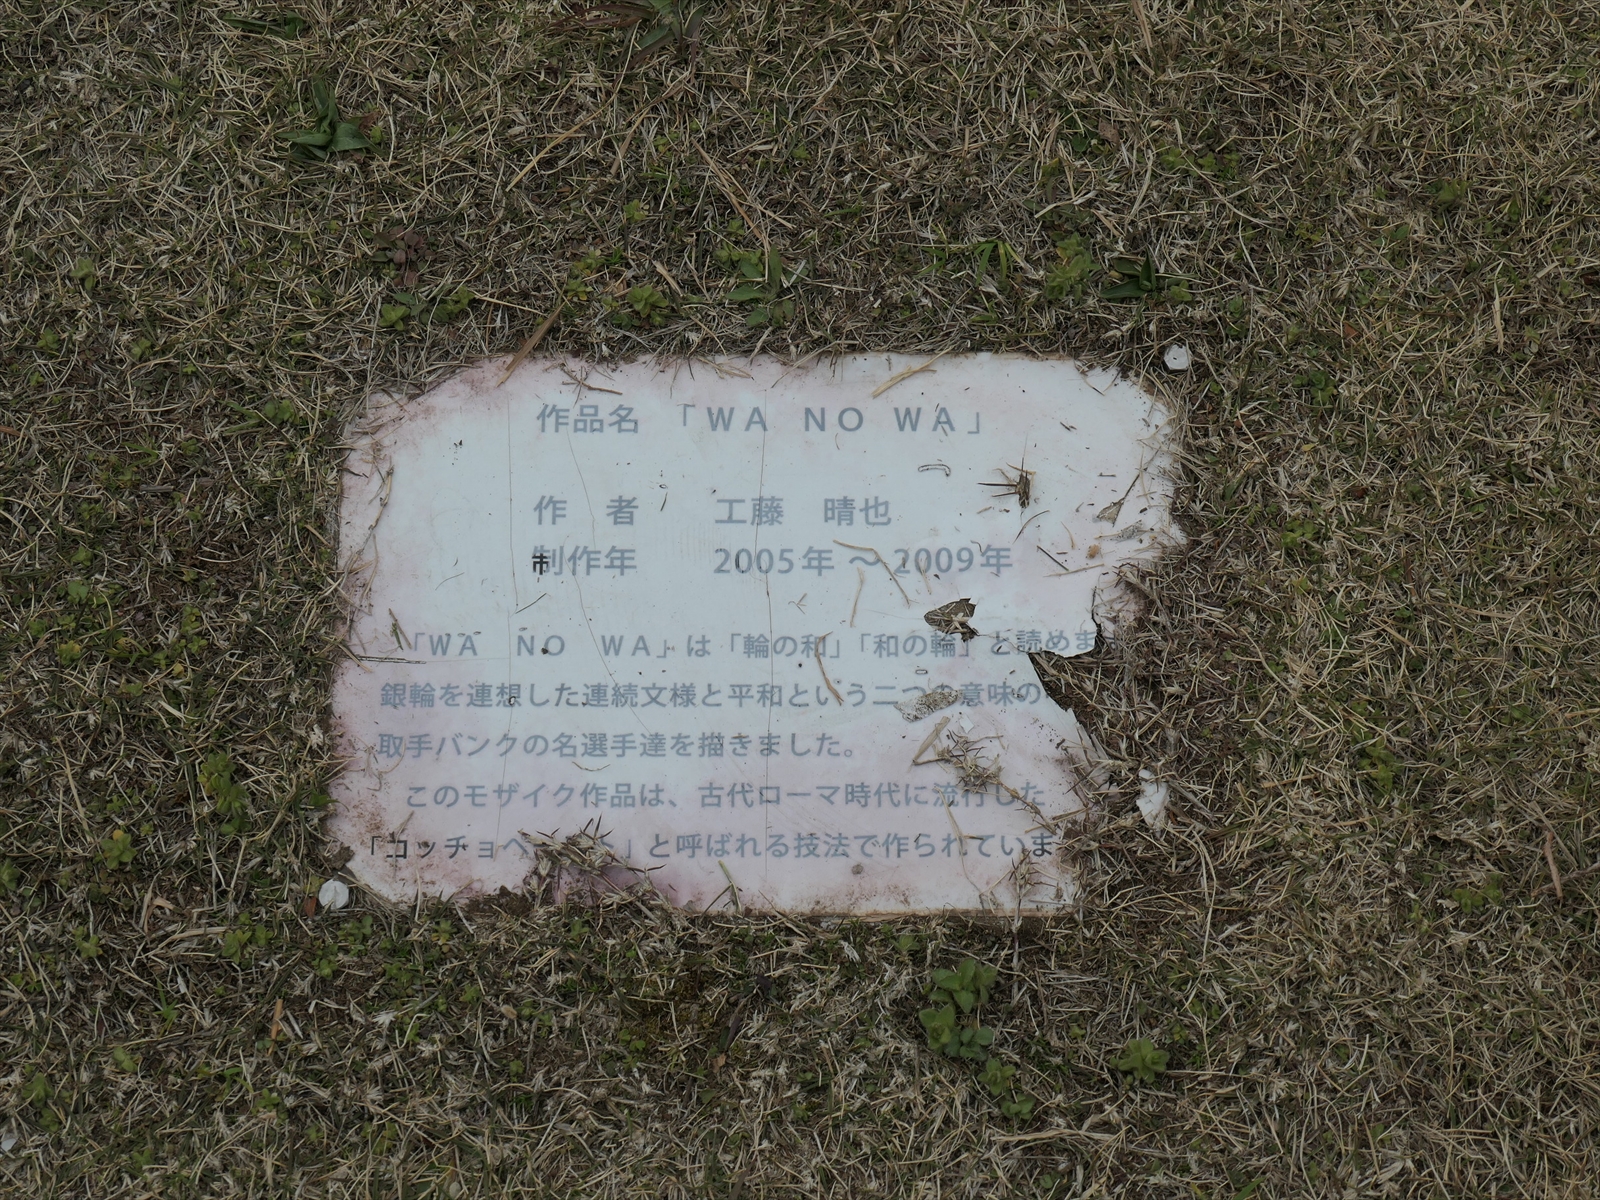 作品名 「WA NO WA」
作 者 工藤 晴也
制作年 2005年～2009年
「WA NO WA」は「輪の和」「和の輪」と読めます
銀輪を連想した連続文様と平和という二つの意味の
取手バンクの名選手達を描きました。
このモザイク作品は、古代ローマ時代に流行した
「コッチョペ ト」と呼ばれる技法で作られていま